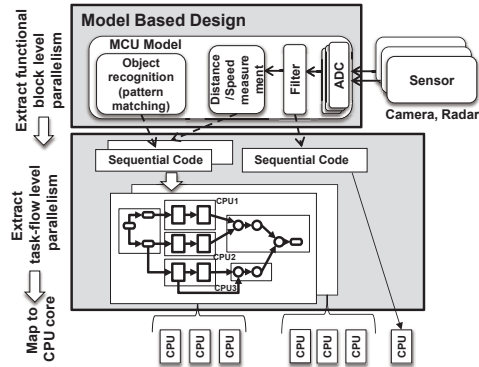 Model Based Design
MCU Model
Object
recognition
(pattern
matching)
Distance
/Speed
measure
ment
Filter
ADC
Sensor
Camera, Radar
Extract functional
block level
parallelism
Sequential Code
Sequential Code
Extract
task-flow level
parallelism
CPU1
CPU2
CPU3
Map to
CPU core
CPU
CPU
CPU
CPU
CPU
CPU
CPU